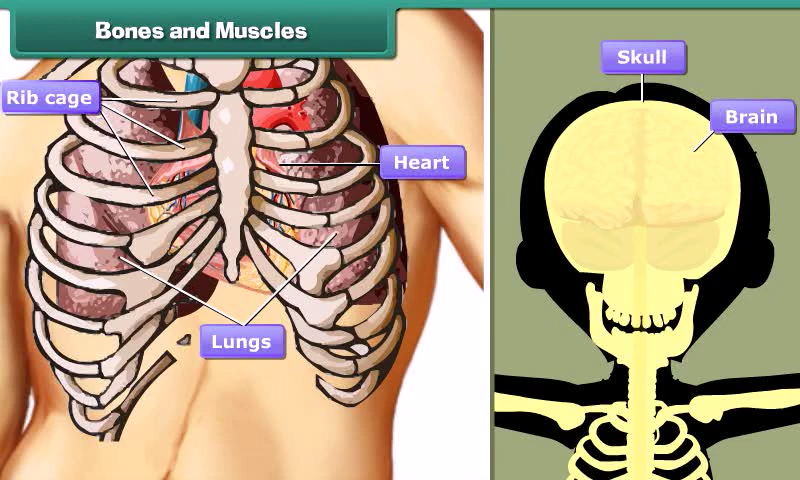 Bones and Muscles
Rib cage
Heart
Lungs
Skull
Brain